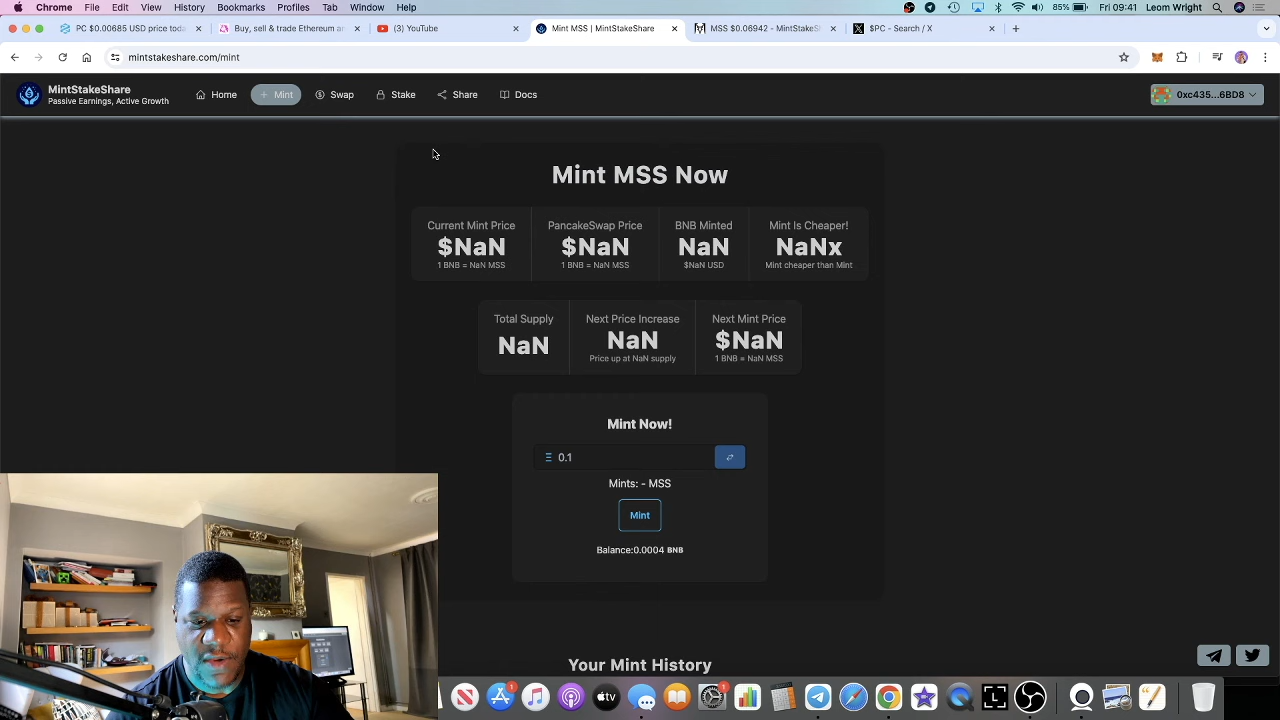 Chrome File Edit View History Bookmarks Profiles Tab Window Help 85% Fri 09:41 Leom Wright
PC $0.00685 USD price toda Buy, sell & trade Ethereum an (3) YouTube Mint MSS | MintStakeShare MSS $0.06942 - MintStakeS $PC - Search / X
mintstakeshare.com/mint
MintStakeShare
Passive Earnings, Active Growth
Home Mint Swap Stake Share Docs
0xc435...6BD8
Mint MSS Now
Current Mint Price PancakeSwap Price BNB Minted Mint Is Cheaper!
$NaN $NaN NaN NaNx
1 BNB = NaN MSS 1 BNB = NaN MSS $NaN USD Mint cheaper than Mint
Total Supply Next Price Increase Next Mint Price
NaN NaN $NaN
Price up at NaN supply 1 BNB = NaN MSS
Mint Now!
Ξ 0.1
Mints: - MSS
Mint
Balance:0.0004 BNB
Your Mint History